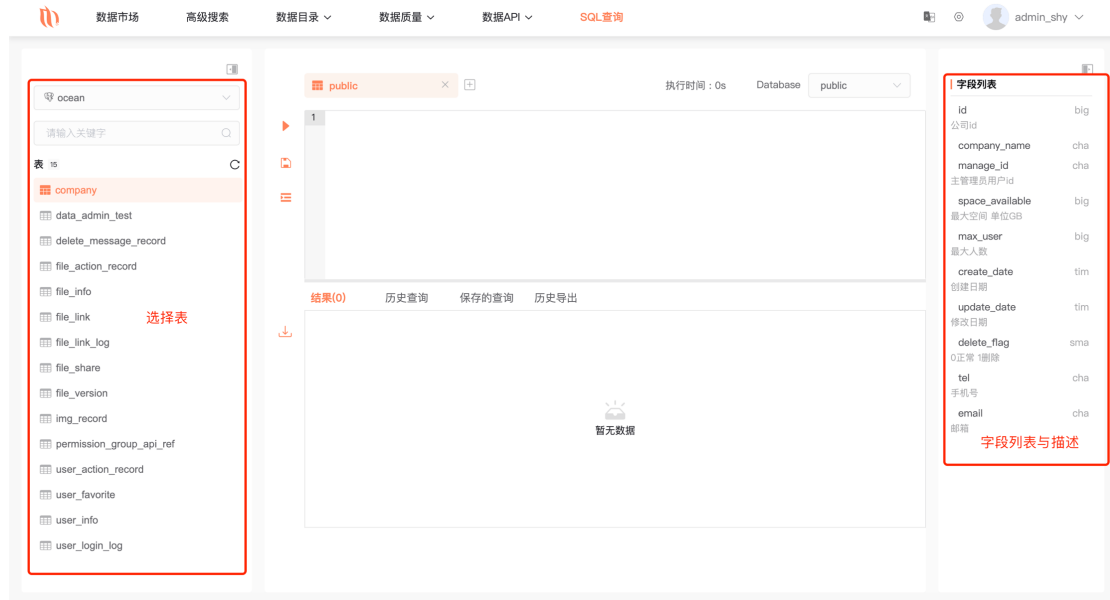 数据市场
高级搜索
数据目录
数据质量
数据API
SQL查询
admin_shy
ocean
请输入关键字
表 15
company
data_admin_test
delete_message_record
file_action_record
file_info
file_link
选择表
file_link_log
file_share
file_version
img_record
permission_group_api_ref
user_action_record
user_favorite
user_info
user_login_log
public
执行时间：0s
Database
public
1
结果(0)
历史查询
保存的查询
历史导出
暂无数据
字段列表
id big
公司id
company_name cha
manage_id cha
主管理员用户id
space_available big
最大空间 单位GB
max_user big
最大人数
create_date tim
创建日期
update_date tim
修改日期
delete_flag sma
0正常 1删除
tel cha
手机号
email cha
邮箱
字段列表与描述